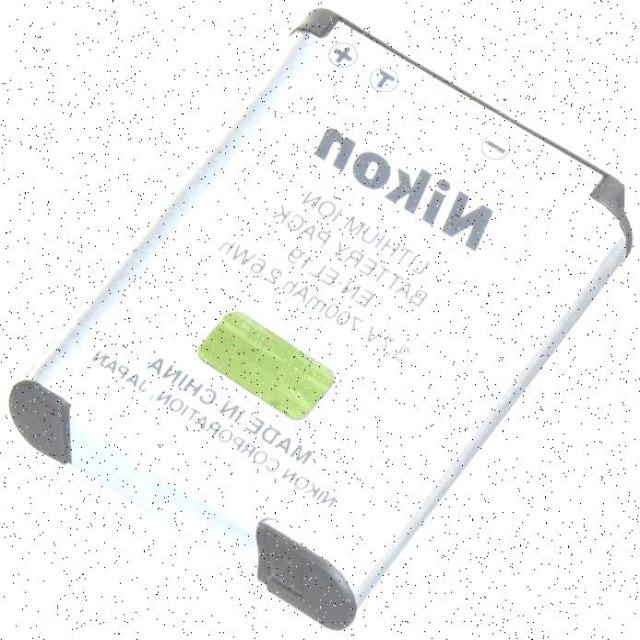 + T −
Nikon
LITHIUM ION
BATTERY PACK
EN EL19
3.7V 700mAh 2.6Wh
MADE IN CHINA
NIKON CORPORATION, JAPAN